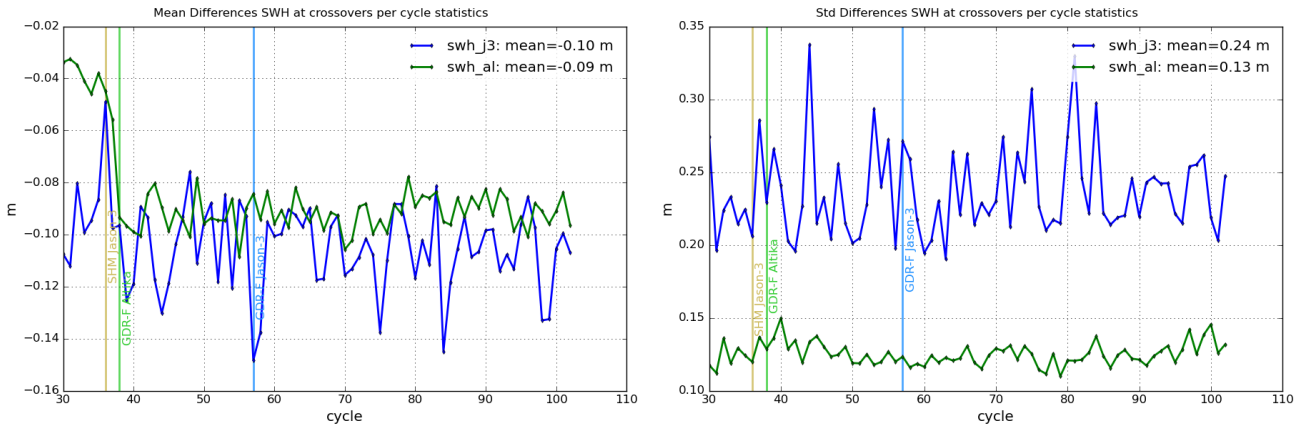 Mean Differences SWH at crossovers per cycle statistics
swh_j3: mean=-0.10 m
swh_al: mean=-0.09 m
−0.02
−0.04
−0.06
−0.08
−0.10
−0.12
−0.14
−0.16
m
SHM Jason-3
GDR-F Altika
GDR-F Jason-3
30 40 50 60 70 80 90 100 110
cycle
Std Differences SWH at crossovers per cycle statistics
swh_j3: mean=0.24 m
swh_al: mean=0.13 m
0.35
0.30
0.25
0.20
0.15
0.10
m
SHM Jason-3
GDR-F Altika
GDR-F Jason-3
30 40 50 60 70 80 90 100 110
cycle